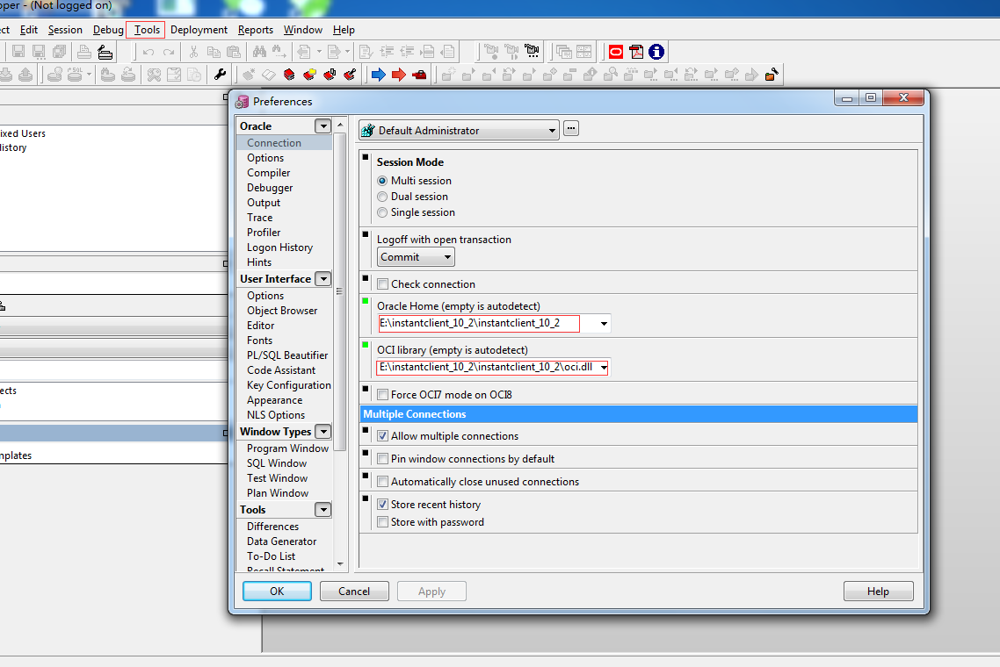 oper - (Not logged on)
ect Edit Session Debug Tools Deployment Reports Window Help
SQL
ixed Users
History
ects
mplates
Preferences
Oracle
Connection
Options
Compiler
Debugger
Output
Trace
Profiler
Logon History
Hints
User Interface
Options
Object Browser
Editor
Fonts
PL/SQL Beautifier
Code Assistant
Key Configuration
Appearance
NLS Options
Window Types
Program Window
SQL Window
Test Window
Plan Window
Tools
Differences
Data Generator
To-Do List
Recall Statement
Default Administrator
Session Mode
Multi session
Dual session
Single session
Logoff with open transaction
Commit
Check connection
Oracle Home (empty is autodetect)
E:\instantclient_10_2\instantclient_10_2
OCI library (empty is autodetect)
E:\instantclient_10_2\instantclient_10_2\oci.dll
Force OCI7 mode on OCI8
Multiple Connections
Allow multiple connections
Pin window connections by default
Automatically close unused connections
Store recent history
Store with password
OK Cancel Apply Help